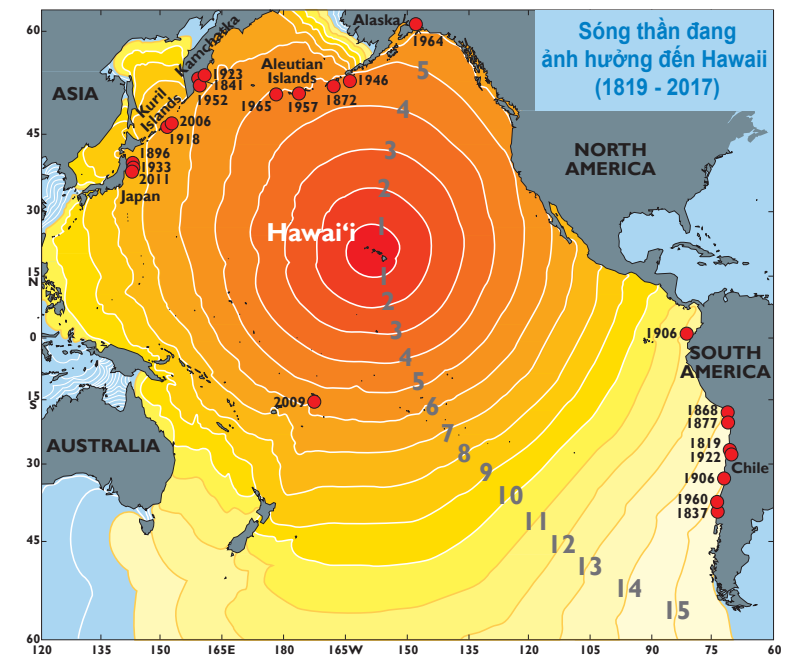 Sóng thần đang
ảnh hưởng đến Hawaii
(1819 - 2017)
60
Alaska
1964
Kamchatka
1923
1841
1952
Aleutian
Islands
1965
1957
1872
1946
5
ASIA
Kuril
Islands
2006
1918
4
45
NORTH
AMERICA
1896
1933
2011
Japan
3
2
30
Hawai‘i
1
15
N
1
2
3
0
1906
SOUTH
AMERICA
4
5
15
S
2009
6
1868
1877
7
AUSTRALIA
8
1819
1922
Chile
30
9
1906
10
1960
1837
11
45
12
13
14
15
60
120
135
150
165E
180
165W
150
135
120
105
90
75
60